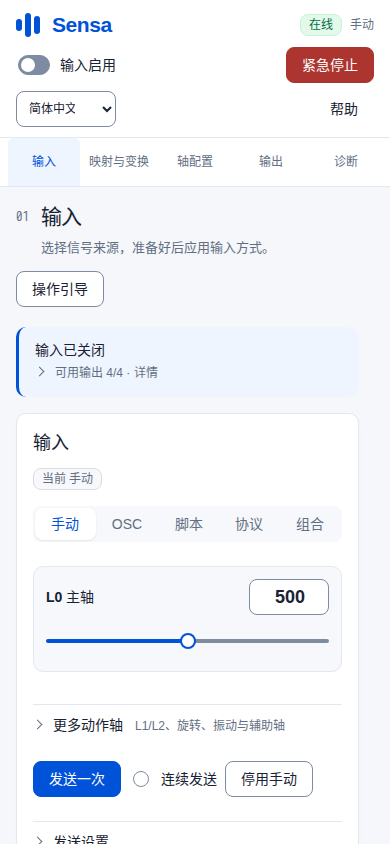 Sensa
在线 手动
输入启用
紧急停止
简体中文
帮助
输入 映射与变换 轴配置 输出 诊断
01 输入
选择信号来源，准备好后应用输入方式。
操作引导
输入已关闭
可用输出 4/4 · 详情
输入
当前 手动
手动 OSC 脚本 协议 组合
L0 主轴 500
更多动作轴 L1/L2、旋转、振动与辅助轴
发送一次 连续发送 停用手动
发送设置